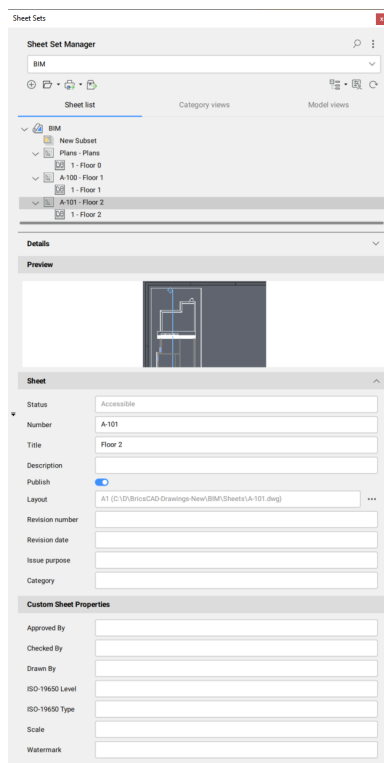 Sheet Sets
x
Sheet Set Manager
BIM
Sheet list Category views Model views
BIM
New Subset
Plans - Plans
1 - Floor 0
A-100 - Floor 1
1 - Floor 1
A-101 - Floor 2
1 - Floor 2
Details
Preview
Sheet
Status Accessible
Number A-101
Title Floor 2
Description
Publish
Layout A1 (C:\D\BricsCAD-Drawings-New\BIM\Sheets\A-101.dwg) ...
Revision number
Revision date
Issue purpose
Category
Custom Sheet Properties
Approved By
Checked By
Drawn By
ISO-19650 Level
ISO-19650 Type
Scale
Watermark